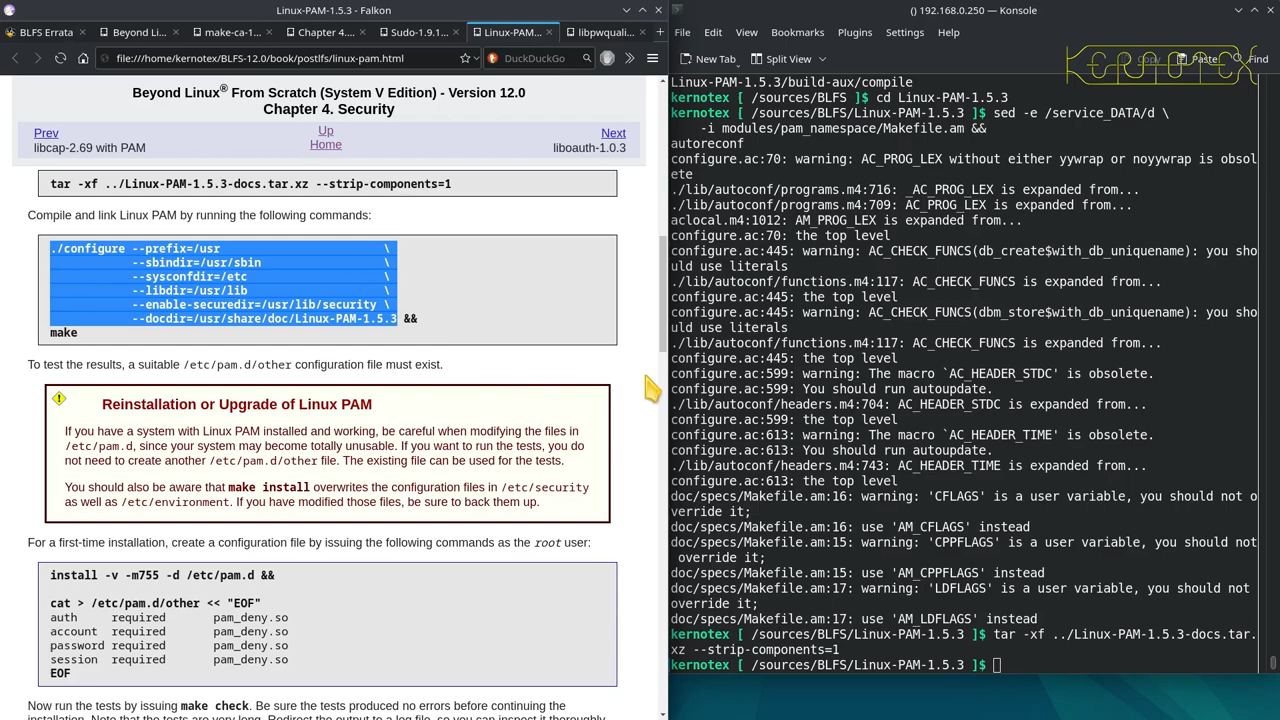 Linux-PAM-1.5.3 - Falkon
BLFS Errata
Beyond Li...
make-ca-1...
Chapter 4....
Sudo-1.9.1...
Linux-PAM...
libpwquali...
file:///home/kernotex/BLFS-12.0/book/postlfs/linux-pam.html
DuckDuckGo
Beyond Linux® From Scratch (System V Edition) - Version 12.0
Chapter 4. Security
Prev
Up
Next
libcap-2.69 with PAM
Home
liboauth-1.0.3
tar -xf ../Linux-PAM-1.5.3-docs.tar.xz --strip-components=1
Compile and link Linux PAM by running the following commands:
./configure --prefix=/usr \
--sbindir=/usr/sbin \
--sysconfdir=/etc \
--libdir=/usr/lib \
--enable-securedir=/usr/lib/security \
--docdir=/usr/share/doc/Linux-PAM-1.5.3 &&
make
To test the results, a suitable /etc/pam.d/other configuration file must exist.
Reinstallation or Upgrade of Linux PAM
If you have a system with Linux PAM installed and working, be careful when modifying the files in
/etc/pam.d, since your system may become totally unusable. If you want to run the tests, you do
not need to create another /etc/pam.d/other file. The existing file can be used for the tests.
You should also be aware that make install overwrites the configuration files in /etc/security
as well as /etc/environment. If you have modified those files, be sure to back them up.
For a first-time installation, create a configuration file by issuing the following commands as the root user:
install -v -m755 -d /etc/pam.d &&
cat > /etc/pam.d/other << "EOF"
auth required pam_deny.so
account required pam_deny.so
password required pam_deny.so
session required pam_deny.so
EOF
Now run the tests by issuing make check. Be sure the tests produced no errors before continuing the
installation. Note that the tests are very long. Redirect the output to a log file, so you can inspect it thoroughly.
() 192.168.0.250 — Konsole
File Edit View Bookmarks Plugins Settings Help
New Tab Split View Copy Paste Find
KERNOTEX
Linux-PAM-1.5.3/build-aux/compile
kernotex [ /sources/BLFS ]$ cd Linux-PAM-1.5.3
kernotex [ /sources/BLFS/Linux-PAM-1.5.3 ]$ sed -e /service_DATA/d \
-i modules/pam_namespace/Makefile.am &&
autoreconf
configure.ac:70: warning: AC_PROG_LEX without either yywrap or noyywrap is obsol
ete
./lib/autoconf/programs.m4:716: _AC_PROG_LEX is expanded from...
./lib/autoconf/programs.m4:709: AC_PROG_LEX is expanded from...
aclocal.m4:1012: AM_PROG_LEX is expanded from...
configure.ac:70: the top level
configure.ac:445: warning: AC_CHECK_FUNCS(db_create$with_db_uniquename): you sho
uld use literals
./lib/autoconf/functions.m4:117: AC_CHECK_FUNCS is expanded from...
configure.ac:445: the top level
configure.ac:445: warning: AC_CHECK_FUNCS(dbm_store$with_db_uniquename): you sho
uld use literals
./lib/autoconf/functions.m4:117: AC_CHECK_FUNCS is expanded from...
configure.ac:445: the top level
configure.ac:599: warning: The macro `AC_HEADER_STDC' is obsolete.
configure.ac:599: You should run autoupdate.
./lib/autoconf/headers.m4:704: AC_HEADER_STDC is expanded from...
configure.ac:599: the top level
configure.ac:613: warning: The macro `AC_HEADER_TIME' is obsolete.
configure.ac:613: You should run autoupdate.
./lib/autoconf/headers.m4:743: AC_HEADER_TIME is expanded from...
configure.ac:613: the top level
doc/specs/Makefile.am:16: warning: 'CFLAGS' is a user variable, you should not o
verride it;
doc/specs/Makefile.am:16: use 'AM_CFLAGS' instead
doc/specs/Makefile.am:15: warning: 'CPPFLAGS' is a user variable, you should not
override it;
doc/specs/Makefile.am:15: use 'AM_CPPFLAGS' instead
doc/specs/Makefile.am:17: warning: 'LDFLAGS' is a user variable, you should not
override it;
doc/specs/Makefile.am:17: use 'AM_LDFLAGS' instead
kernotex [ /sources/BLFS/Linux-PAM-1.5.3 ]$ tar -xf ../Linux-PAM-1.5.3-docs.tar.
xz --strip-components=1
kernotex [ /sources/BLFS/Linux-PAM-1.5.3 ]$